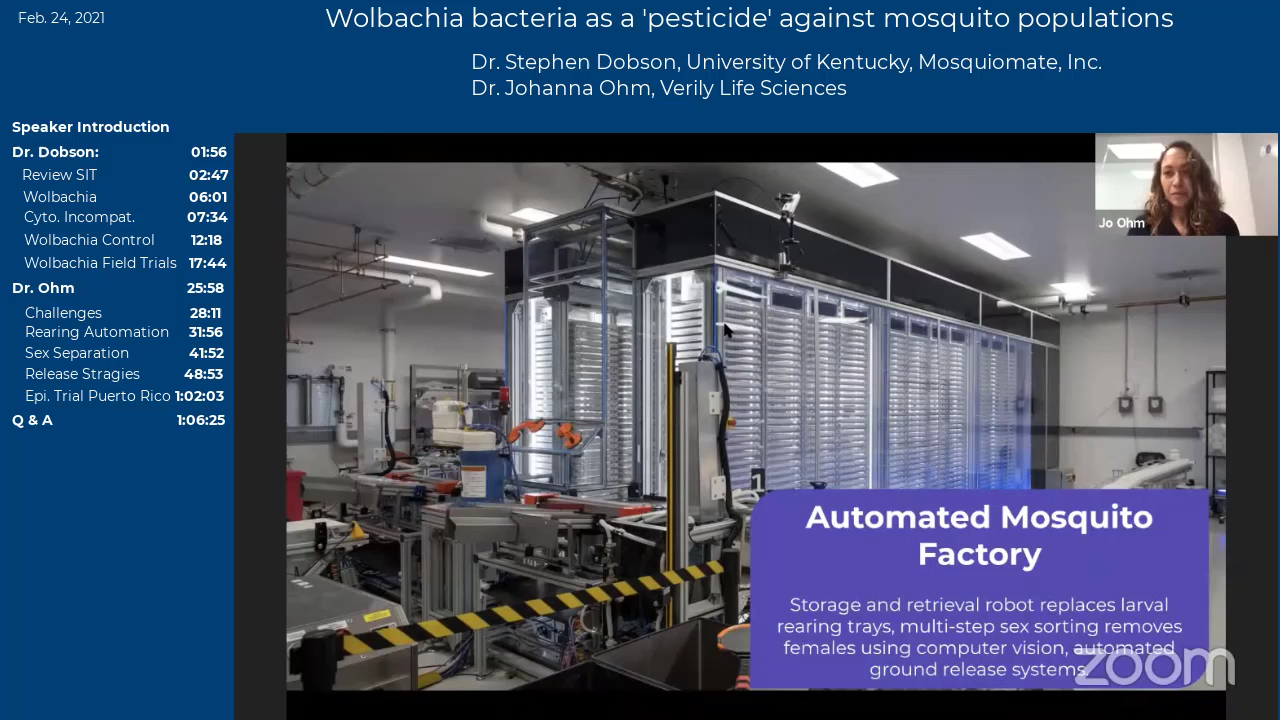 Feb. 24, 2021
Wolbachia bacteria as a 'pesticide' against mosquito populations
Dr. Stephen Dobson, University of Kentucky, Mosquiomate, Inc.
Dr. Johanna Ohm, Verily Life Sciences
Speaker Introduction
Dr. Dobson: 01:56
Review SIT 02:47
Wolbachia 06:01
Cyto. Incompat. 07:34
Wolbachia Control 12:18
Wolbachia Field Trials 17:44
Dr. Ohm 25:58
Challenges 28:11
Rearing Automation 31:56
Sex Separation 41:52
Release Stragies 48:53
Epi. Trial Puerto Rico 1:02:03
Q & A 1:06:25
Jo Ohm
1
Automated Mosquito
Factory
Storage and retrieval robot replaces larval
rearing trays, multi-step sex sorting removes
females using computer vision, automated
ground release systems.
zoom